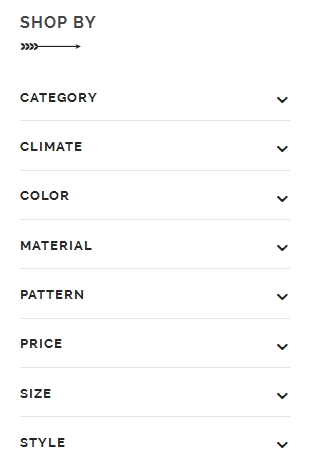 SHOP BY
CATEGORY
CLIMATE
COLOR
MATERIAL
PATTERN
PRICE
SIZE
STYLE